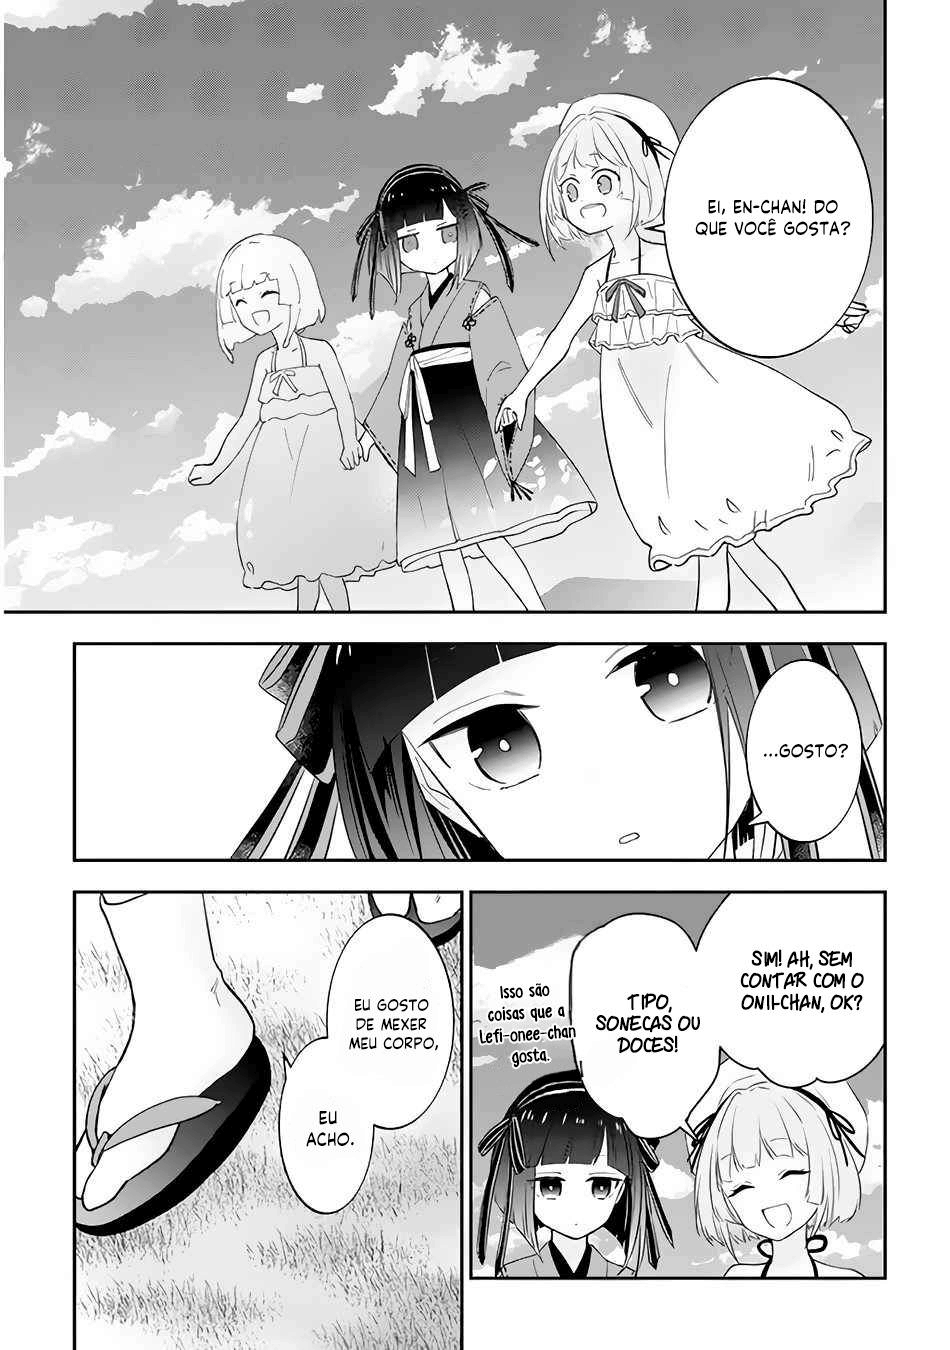 EI, EN-CHAN! DO
QUE VOCÊ GOSTA?
...GOSTO?
SIM! AH, SEM
CONTAR COM O
ONII-CHAN, OK?
TIPO,
SONECAS OU
DOCES!
Isso são
coisas que a
Lefi-onee-chan
gosta.
EU GOSTO
DE MEXER
MEU CORPO,
EU
ACHO.